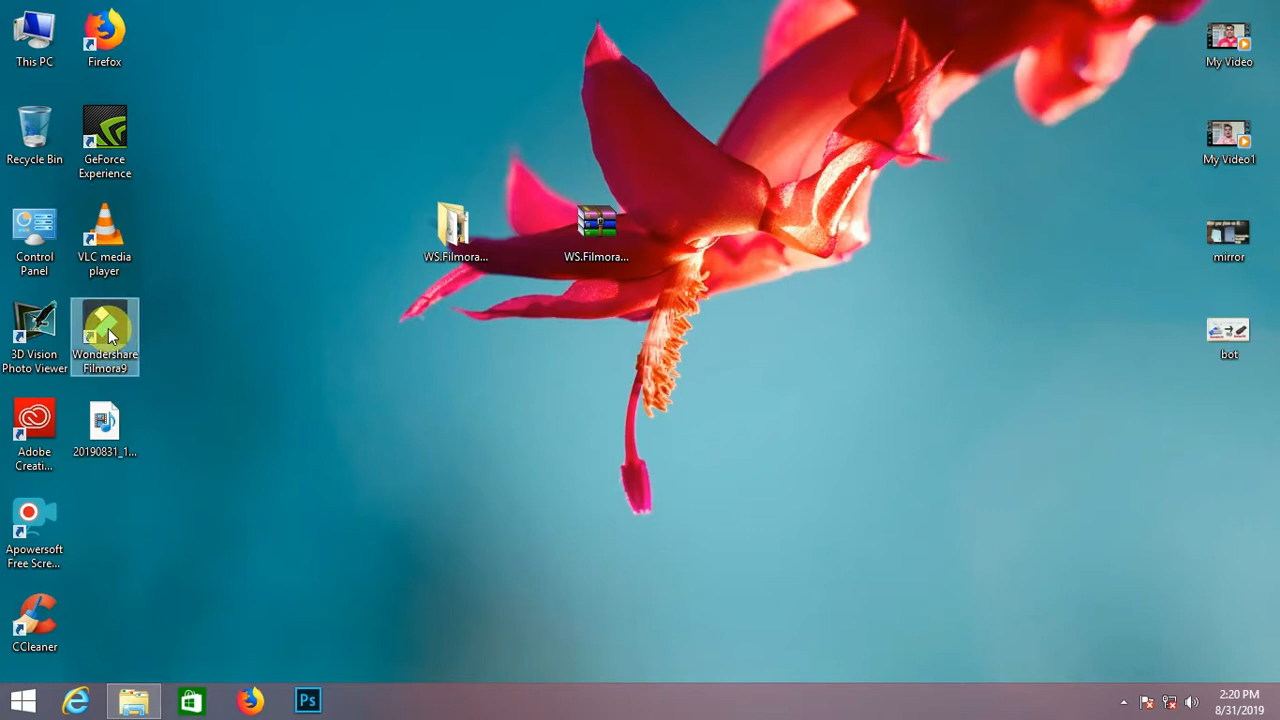 This PC
Firefox
Recycle Bin
GeForce
Experience
Control
Panel
VLC media
player
3D Vision
Photo Viewer
Wondershare
Filmora9
Adobe
Creati...
20190831_1...
Apowersoft
Free Scre...
CCleaner
WS.Filmora...
WS.Filmora...
My Video
My Video1
mirror
bot
Ps
2:20 PM
8/31/2019